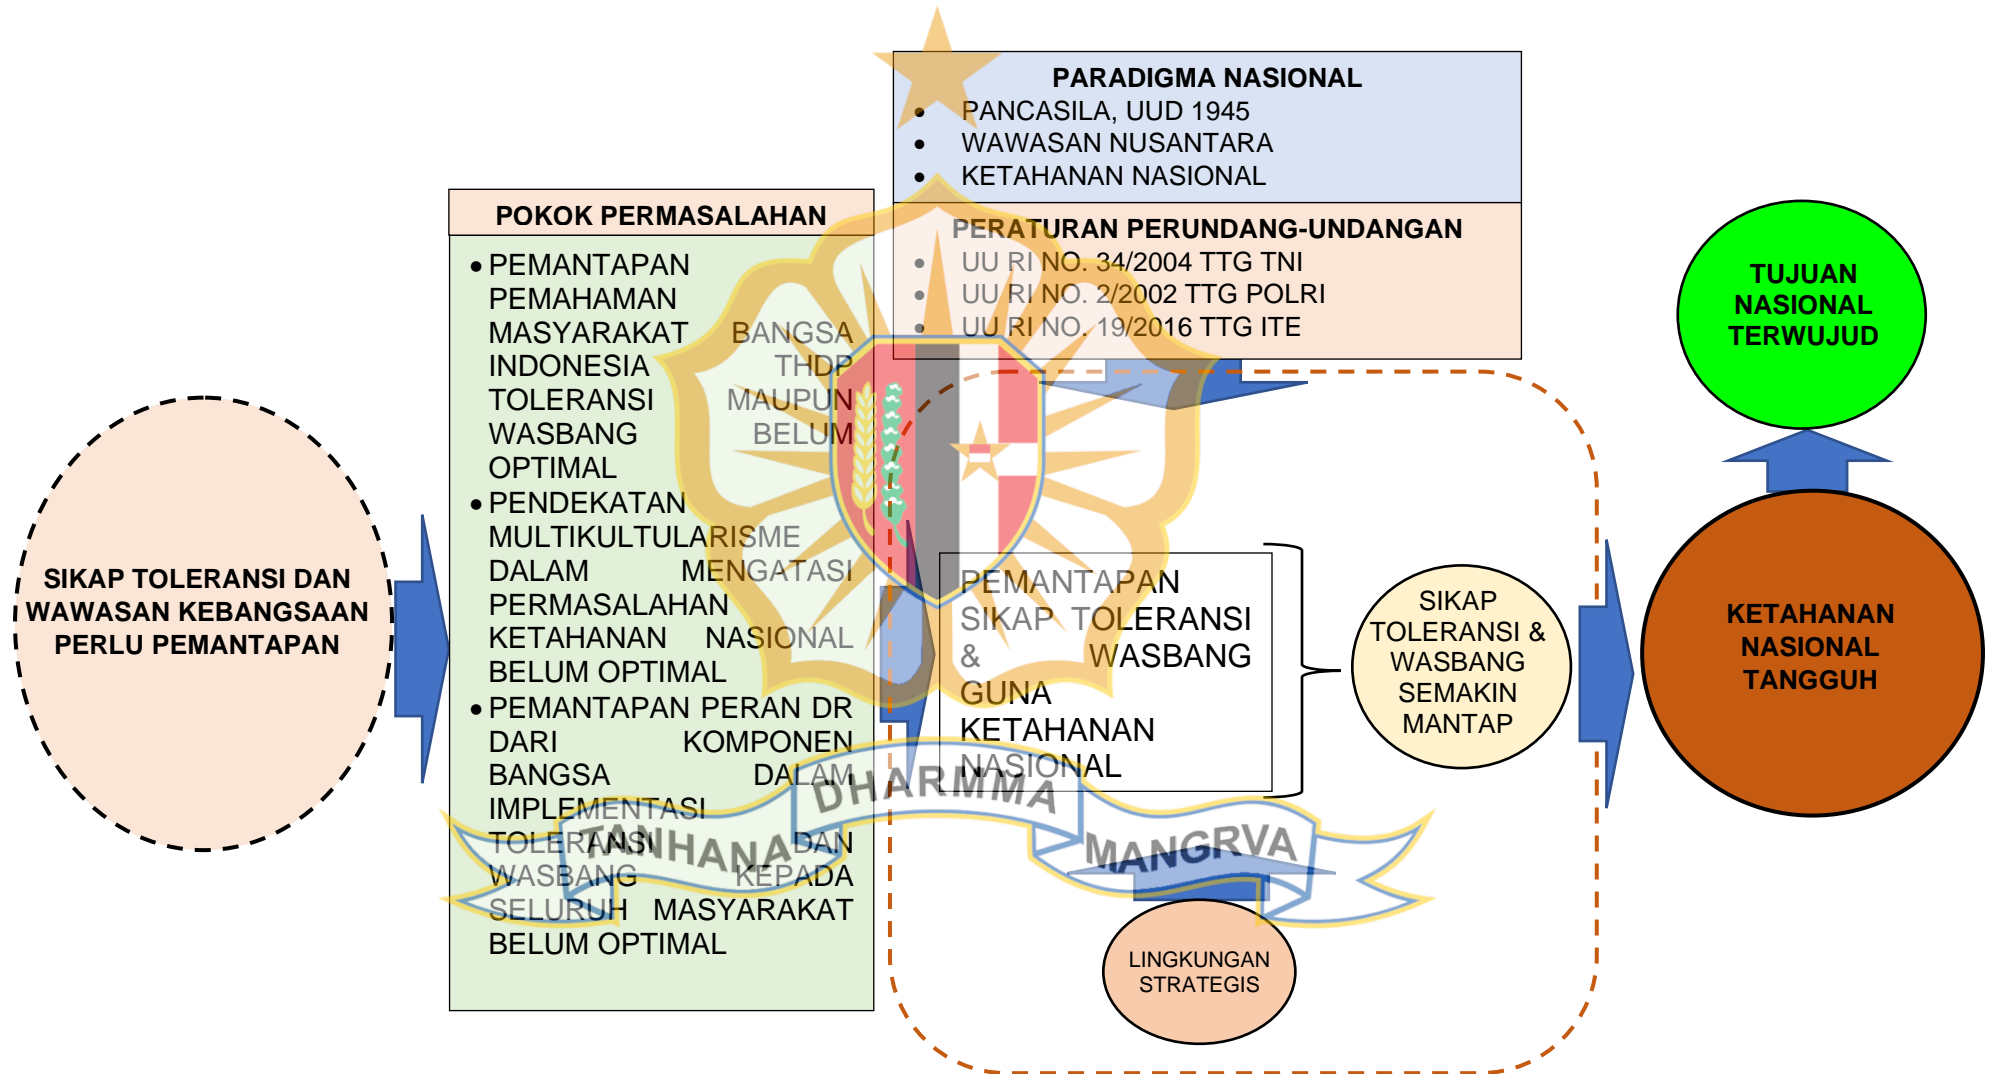 PARADIGMA NASIONAL
• PANCASILA, UUD 1945
• WAWASAN NUSANTARA
• KETAHANAN NASIONAL
PERATURAN PERUNDANG-UNDANGAN
• UU RI NO. 34/2004 TTG TNI
• UU RI NO. 2/2002 TTG POLRI
• UU RI NO. 19/2016 TTG ITE
SIKAP TOLERANSI DAN
WAWASAN KEBANGSAAN
PERLU PEMANTAPAN
POKOK PERMASALAHAN
• PEMANTAPAN
PEMAHAMAN
MASYARAKAT BANGSA
INDONESIA THDP
TOLERANSI MAUPUN
WASBANG BELUM
OPTIMAL
• PENDEKATAN
MULTIKULTULARISME
DALAM MENGATASI
PERMASALAHAN
KETAHANAN NASIONAL
BELUM OPTIMAL
• PEMANTAPAN PERAN DR
DARI KOMPONEN
BANGSA DALAM
IMPLEMENTASI
TOLERANSI DAN
WASBANG KEPADA
SELURUH MASYARAKAT
BELUM OPTIMAL
PEMANTAPAN
SIKAP TOLERANSI
& WASBANG
GUNA
KETAHANAN
NASIONAL
SIKAP
TOLERANSI &
WASBANG
SEMAKIN
MANTAP
LINGKUNGAN
STRATEGIS
KETAHANAN
NASIONAL
TANGGUH
TUJUAN
NASIONAL
TERWUJUD
TANHANA DHARMMA MANGRVA